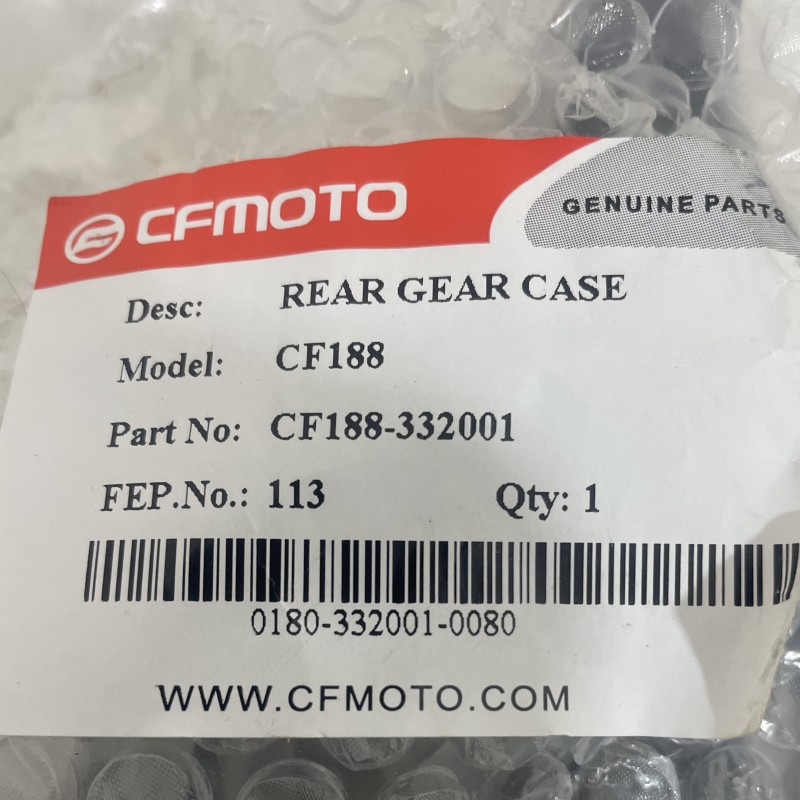 CFMOTO
GENUINE PARTS
Desc: REAR GEAR CASE
Model: CF188
Part No: CF188-332001
FEP.No.: 113 Qty: 1
0180-332001-0080
WWW.CFMOTO.COM